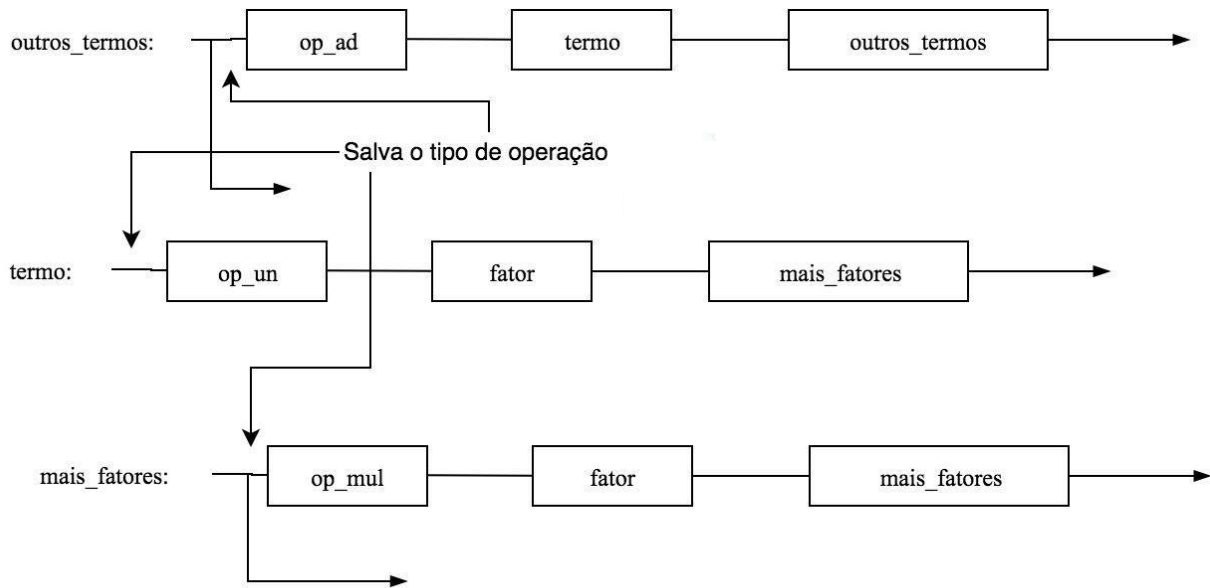 outros_termos: op_ad termo outros_termos
Salva o tipo de operação
termo: op_un fator mais_fatores
mais_fatores: op_mul fator mais_fatores